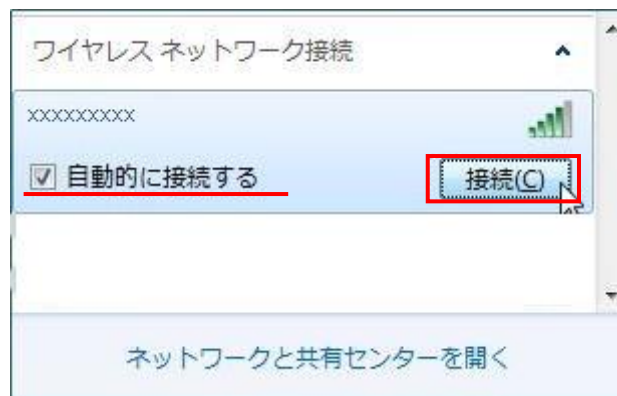 ワイヤレス ネットワーク接続
xxxxxxxxx
自動的に接続する
接続(C)
ネットワークと共有センターを開く